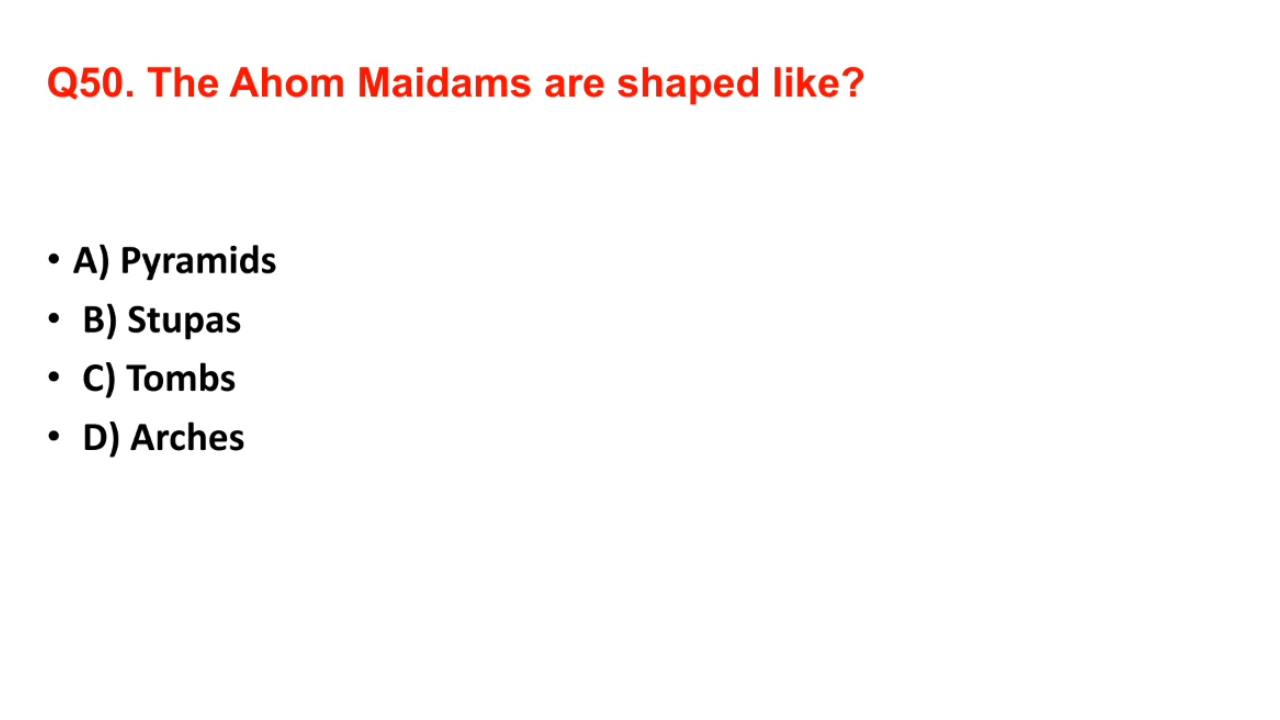 Q50. The Ahom Maidams are shaped like?
• A) Pyramids
• B) Stupas
• C) Tombs
• D) Arches